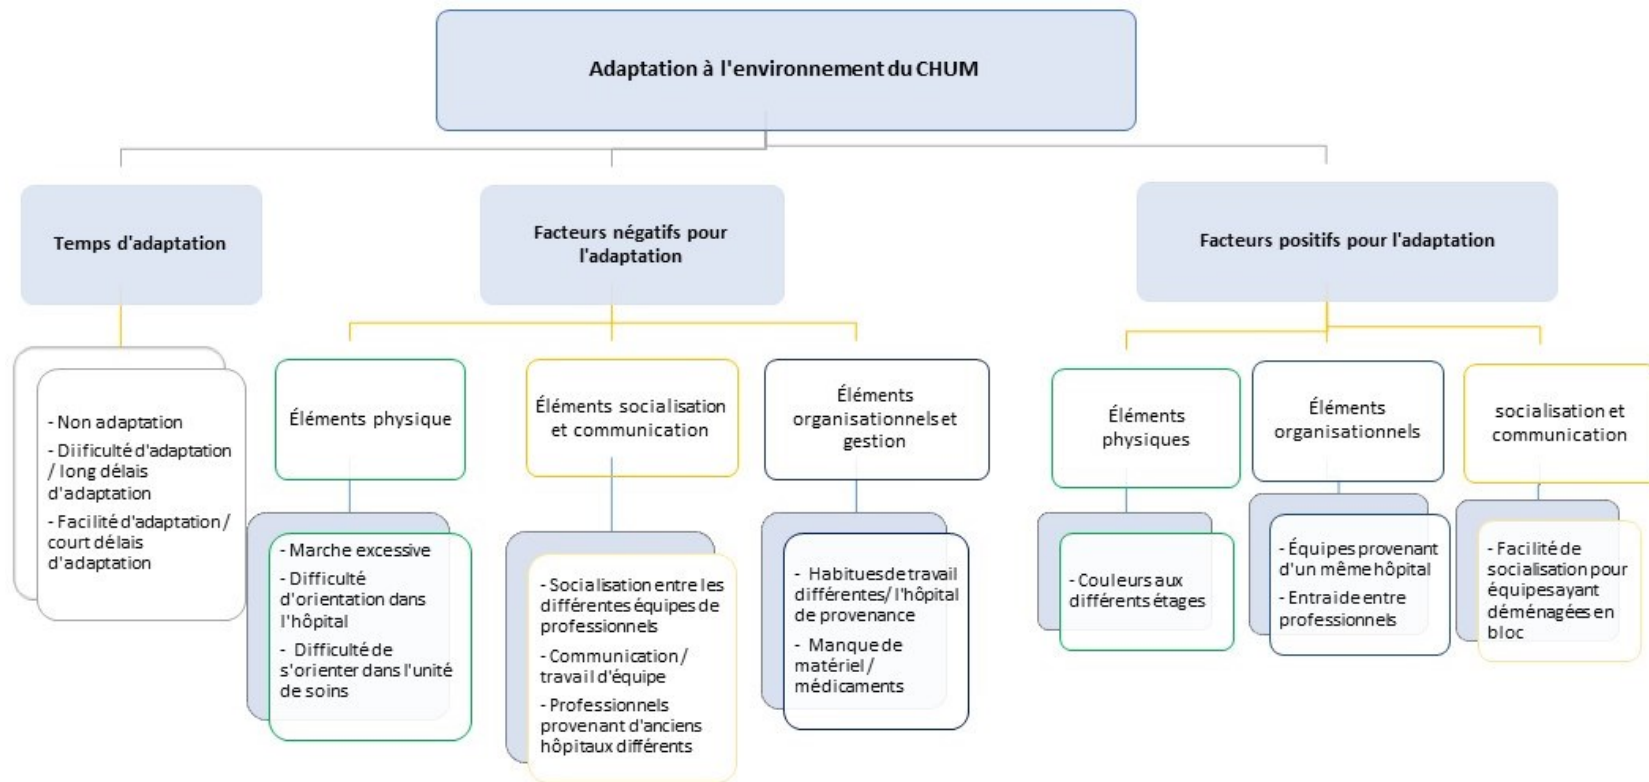 Adaptation à l'environnement du CHUM
Temps d'adaptation
Facteurs négatifs pour
l'adaptation
Facteurs positifs pour l'adaptation
- Non adaptation
- Diifficulté d'adaptation
/ long délais
d'adaptation
- Facilité d'adaptation /
court délais
d'adaptation
Éléments physique
- Marche excessive
- Difficulté
d'orientation dans
l'hôpital
- Difficulté de
s'orienter dans l'unité
de soins
Éléments socialisation
et communication
- Socialisation entre les
différentes équipes de
professionnels
- Communication /
travail d'équipe
- Professionnels
provenant d'anciens
hôpitaux différents
Éléments
organisationnels et
gestion
- Habitues de travail
différentes/ l'hôpital
de provenance
- Manque de
matériel /
médicaments
Éléments
physiques
- Couleurs aux
différents étages
Éléments
organisationnels
- Équipes provenant
d'un même hôpital
- Entraide entre
professionnels
socialisation et
communication
- Facilité de
socialisation pour
équipes ayant
déménagées en
bloc